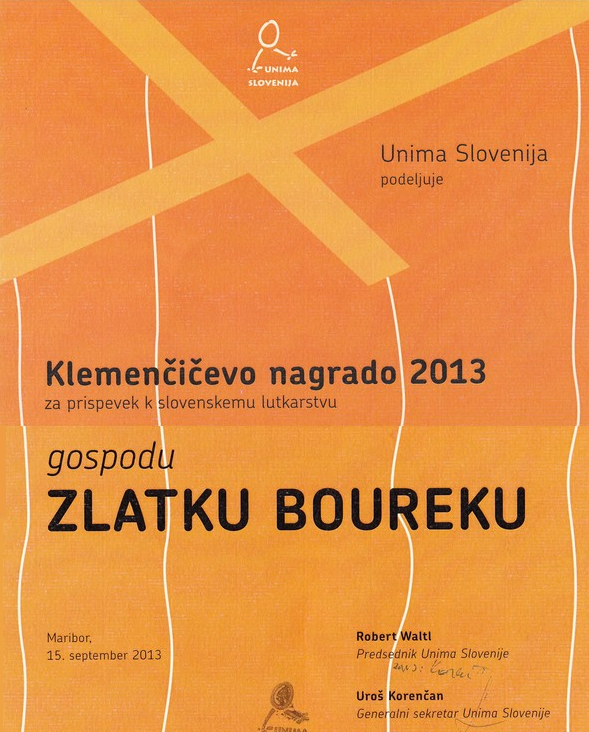 UNIMA
SLOVENIJA
Unima Slovenija
podeljuje
Klemenčičevo nagrado 2013
za prispevek k slovenskemu lutkarstvu
gospodu
ZLATKU BOUREKU
Maribor,
15. september 2013
Robert Waltl
Predsednik Unima Slovenije
Uroš Korenčan
Generalni sekretar Unima Slovenije
UNIMA